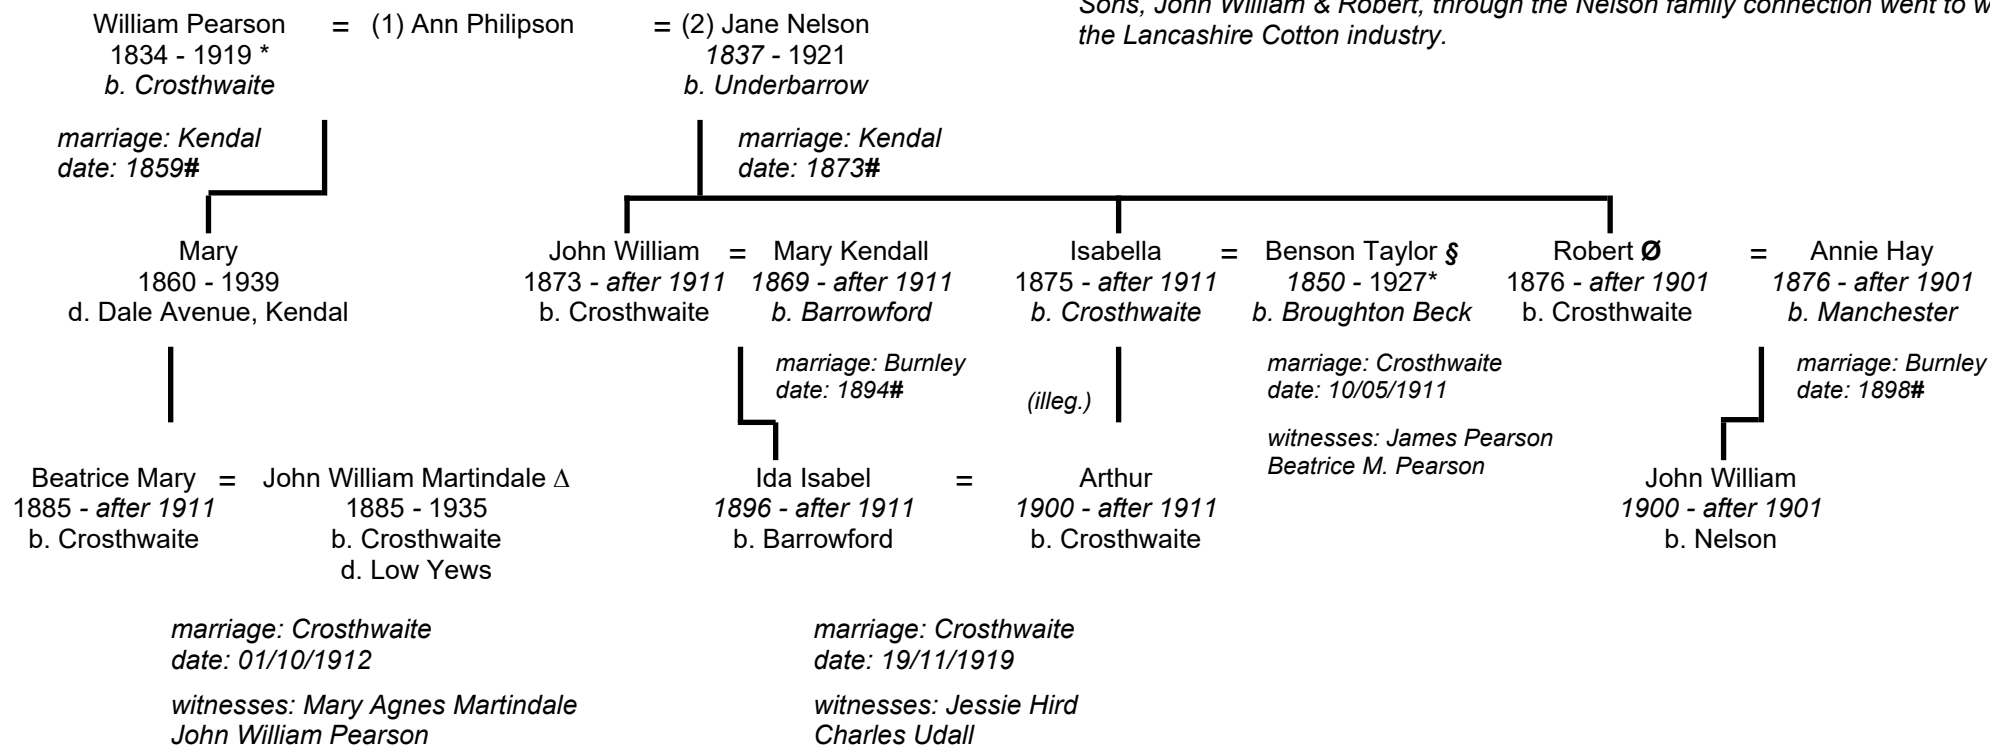 Sons, John William & Robert, through the Nelson family connection went to w
the Lancashire Cotton industry.
William Pearson = (1) Ann Philipson = (2) Jane Nelson
1834 - 1919 * 1837 - 1921
b. Crosthwaite b. Underbarrow
marriage: Kendal marriage: Kendal
date: 1859# date: 1873#
Mary John William = Mary Kendall Isabella = Benson Taylor § Robert Ø = Annie Hay
1860 - 1939 1873 - after 1911 1869 - after 1911 1875 - after 1911 1850 - 1927* 1876 - after 1901 1876 - after 1901
d. Dale Avenue, Kendal b. Crosthwaite b. Barrowford b. Crosthwaite b. Broughton Beck b. Crosthwaite b. Manchester
marriage: Burnley marriage: Crosthwaite marriage: Burnley
date: 1894# date: 10/05/1911 date: 1898#
(illeg.)
witnesses: James Pearson
Beatrice M. Pearson
Beatrice Mary = John William Martindale Δ Ida Isabel = Arthur John William
1885 - after 1911 1885 - 1935 1896 - after 1911 1900 - after 1911 1900 - after 1901
b. Crosthwaite b. Crosthwaite b. Barrowford b. Crosthwaite b. Nelson
d. Low Yews
marriage: Crosthwaite marriage: Crosthwaite
date: 01/10/1912 date: 19/11/1919
witnesses: Mary Agnes Martindale witnesses: Jessie Hird
John William Pearson Charles Udall